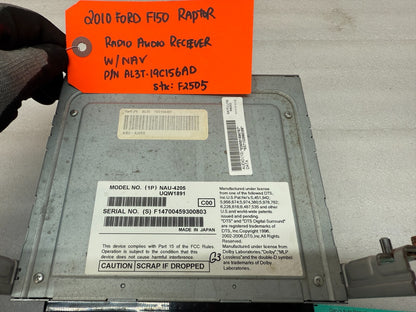 2010 FORD F150 RAPTOR
RADIO AUDIO RECIEVER
W/NAV
P/N AL3T-19C156AD
STK: F2505
MODEL NO. (1P) NAU-4205
UQW1891
C00
SERIAL NO. (S) F14700459300803
MADE IN JAPAN
This device complies with Part 15 of the FCC Rules.
Operation is subject to the condition that this
device does not cause harmful interference.
CAUTION SCRAP IF DROPPED
Manufactured under license
from one of the following DTS,
Inc. U.S. Patent No's 5,451,942,
5,956,674, 5,974,380, 5,978,762,
6,226,616, 6,487,535 and other
US and world-wide patents
issued and pending.
"DTS" and "DTS Digital Surround"
are registered trademarks of
DTS, Inc. Copyright 1996,
2002-2006, DTS, Inc. All Rights
Reserved.
Manufactured under license
from Dolby Laboratories.
"Dolby" "MLP
Lossless" and the double-D symbol
are trademarks of Dolby
Laboratories.